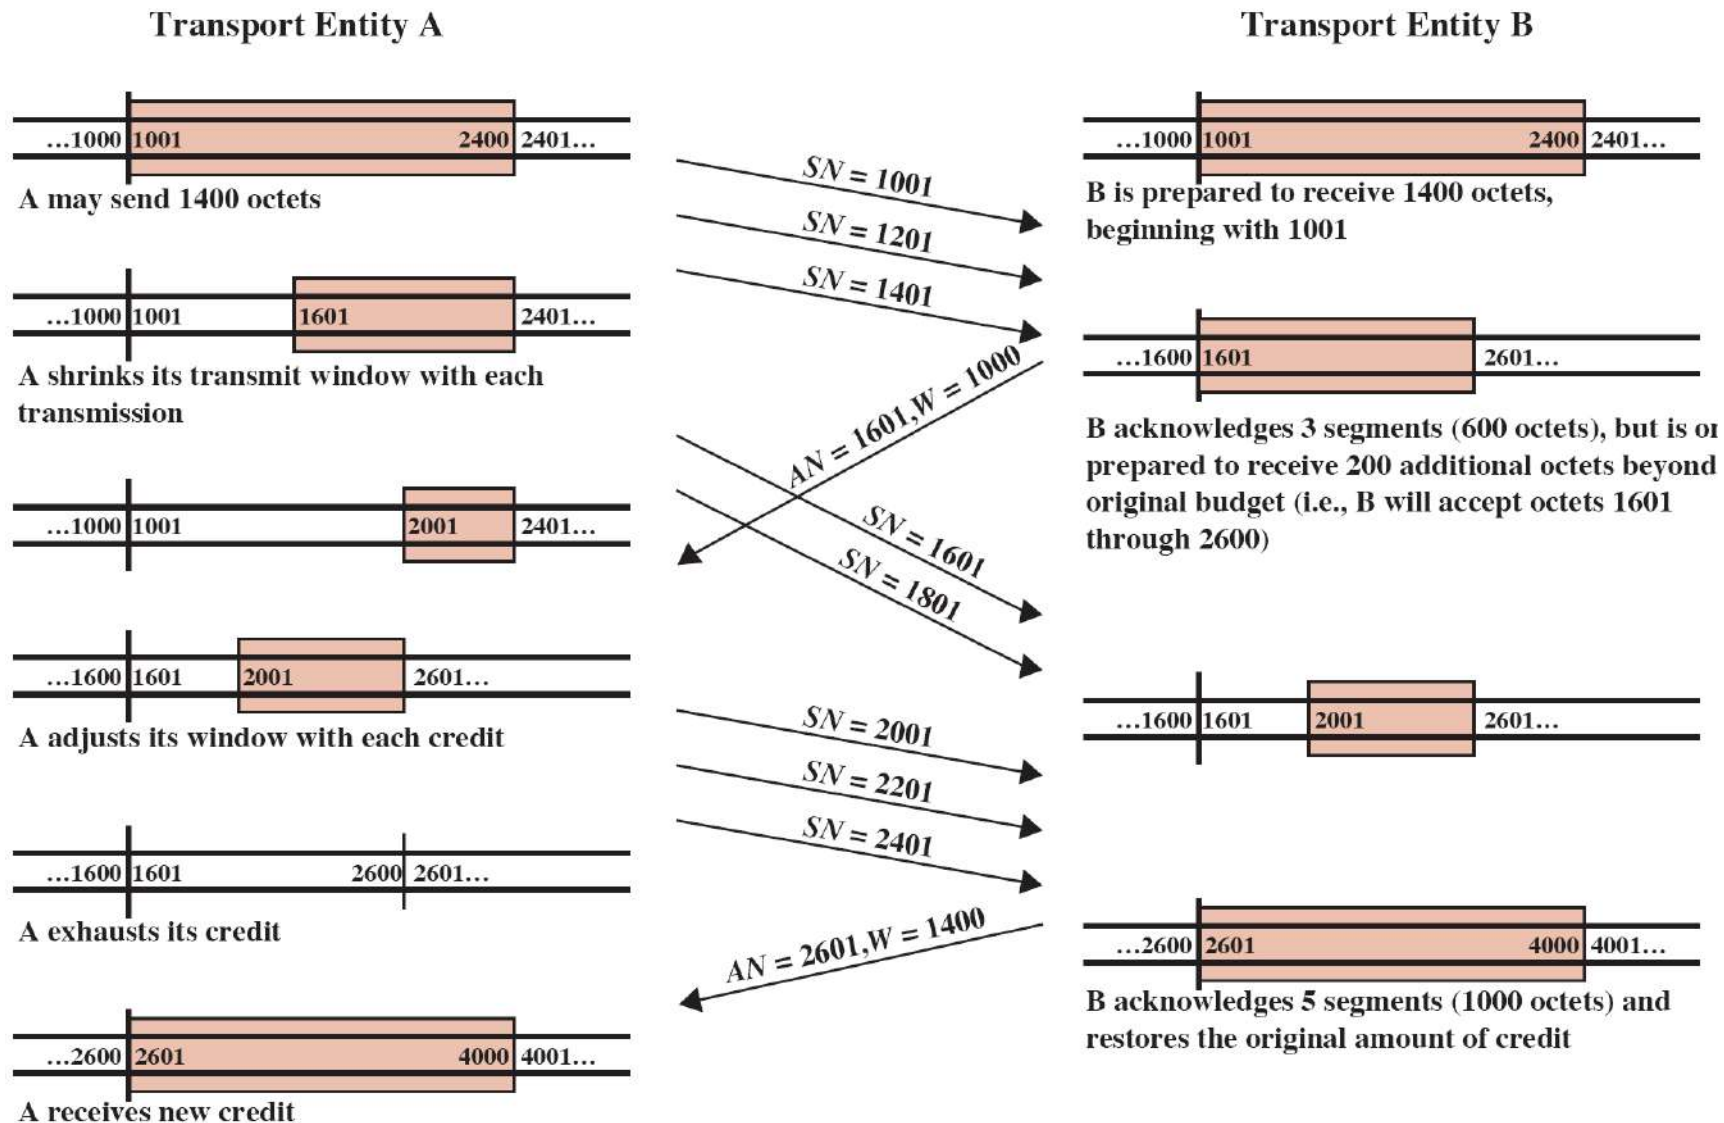 Transport Entity A
Transport Entity B
...1000 1001 2400 2401...
A may send 1400 octets
...1000 1001 1601 2401...
A shrinks its transmit window with each
transmission
...1000 1001 2001 2401...
...1600 1601 2001 2601...
A adjusts its window with each credit
...1600 1601 2600 2601...
A exhausts its credit
...2600 2601 4000 4001...
A receives new credit
SN = 1001
SN = 1201
SN = 1401
AN = 1601,W = 1000
SN = 1601
SN = 1801
SN = 2001
SN = 2201
SN = 2401
AN = 2601,W = 1400
...1000 1001 2400 2401...
B is prepared to receive 1400 octets,
beginning with 1001
...1600 1601 2601...
B acknowledges 3 segments (600 octets), but is
prepared to receive 200 additional octets beyond
original budget (i.e., B will accept octets 1601
through 2600)
...1600 1601 2001 2601...
...2600 2601 4000 4001...
B acknowledges 5 segments (1000 octets) and
restores the original amount of credit